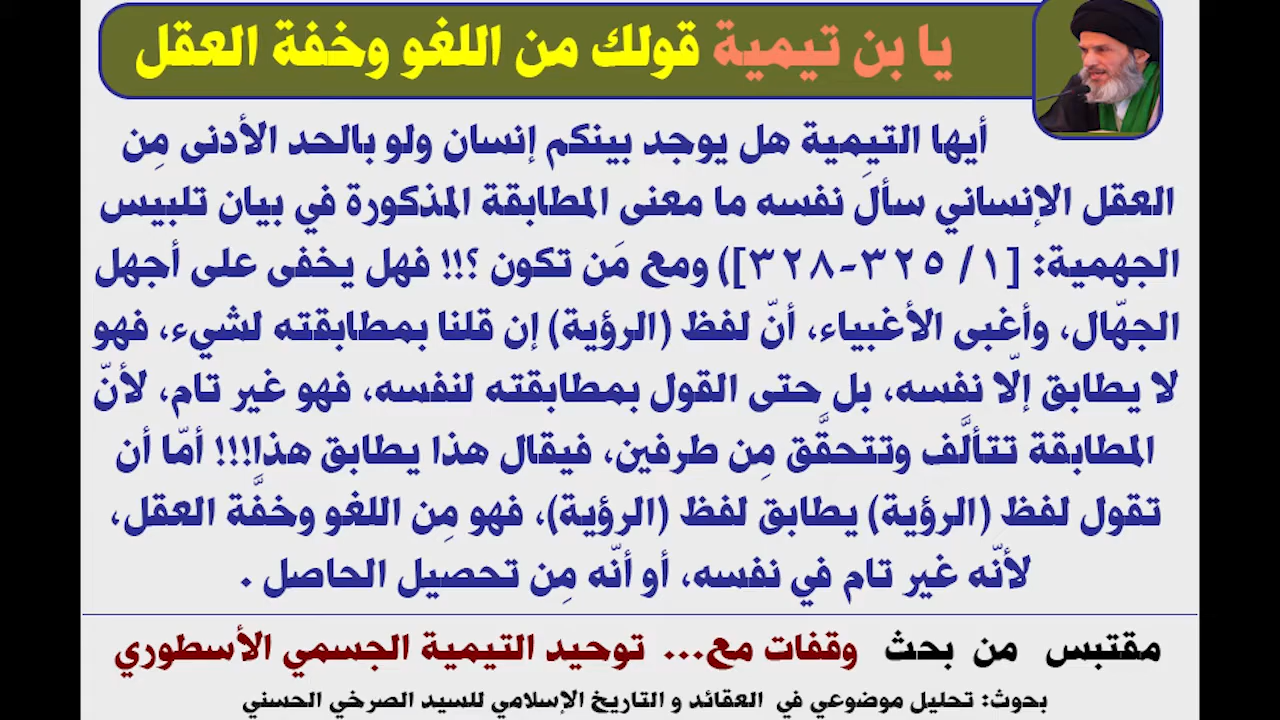 يا بن تيمية قولك من اللغو وخفة العقل
أيها التيمية هل يوجد بينكم إنسان ولو بالحد الأدنى مِن
العقل الإنساني سألَ نفسه ما معنى المطابقة المذكورة في بيان تلبيس
الجهمية: [١/ ٣٢٥-٣٢٨]) ومع مَن تكون ؟!! فهل يخفى على أجهل
الجهّال، وأغبى الأغبياء، أنّ لفظ (الرؤية) إن قلنا بمطابقته لشيء، فهو
لا يطابق إلّا نفسه، بل حتى القول بمطابقته لنفسه، فهو غير تام، لأنّ
المطابقة تتألَّف وتتحقَّق مِن طرفين، فيقال هذا يطابق هذا!!! أمّا أن
تقول لفظ (الرؤية) يطابق لفظ (الرؤية)، فهو مِن اللغو وخفَّة العقل،
لأنّه غير تام في نفسه، أو أنّه مِن تحصيل الحاصل .
مقتبس من بحث وقفات مع... توحيد التيمية الجسمي الأسطوري
بحوث: تحليل موضوعي في العقائد و التاريخ الإسلامي للسيد الصرخي الحسني